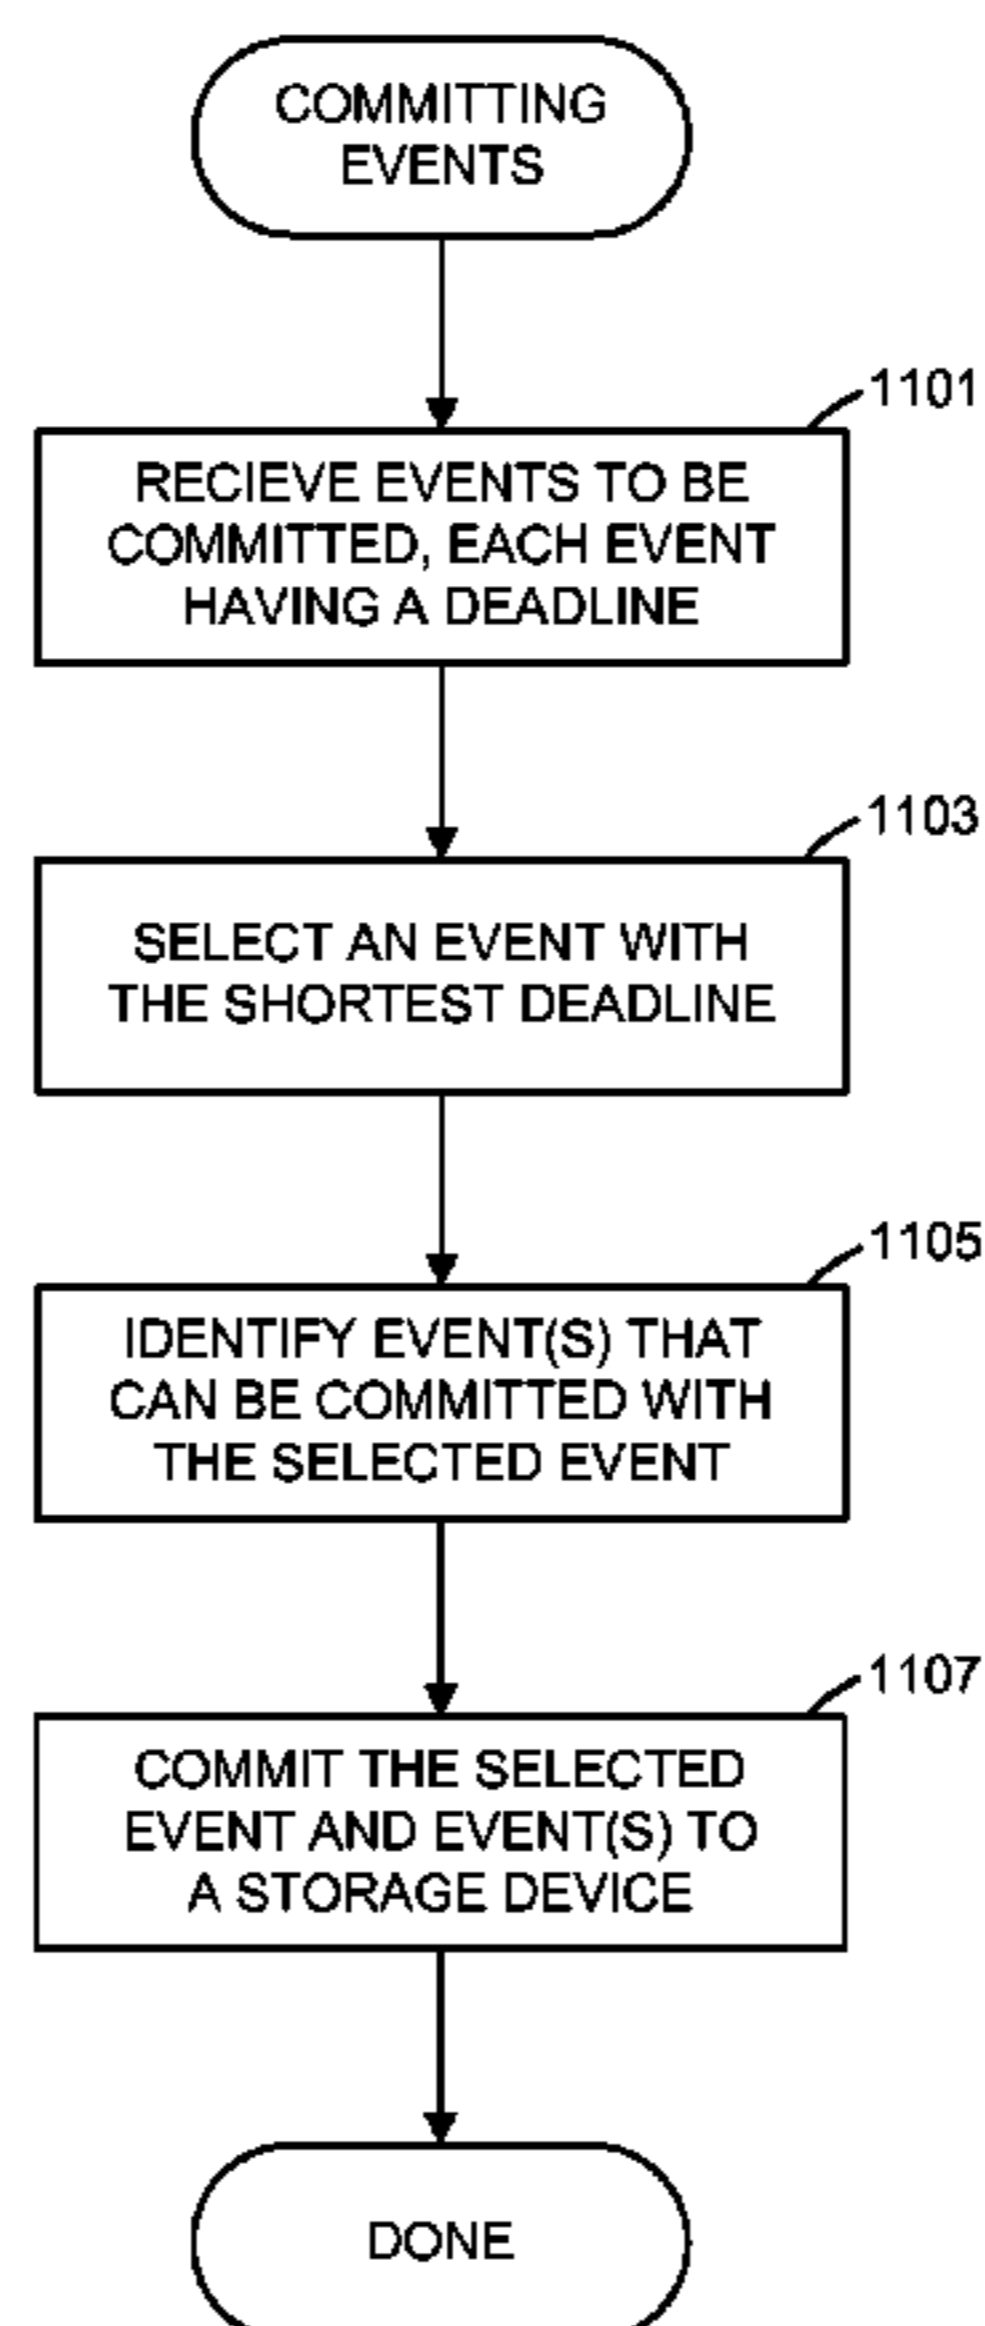 COMMITTING
EVENTS
1101
RECIEVE EVENTS TO BE
COMMITTED, EACH EVENT
HAVING A DEADLINE
1103
SELECT AN EVENT WITH
THE SHORTEST DEADLINE
1105
IDENTIFY EVENT(S) THAT
CAN BE COMMITTED WITH
THE SELECTED EVENT
1107
COMMIT THE SELECTED
EVENT AND EVENT(S) TO
A STORAGE DEVICE
DONE